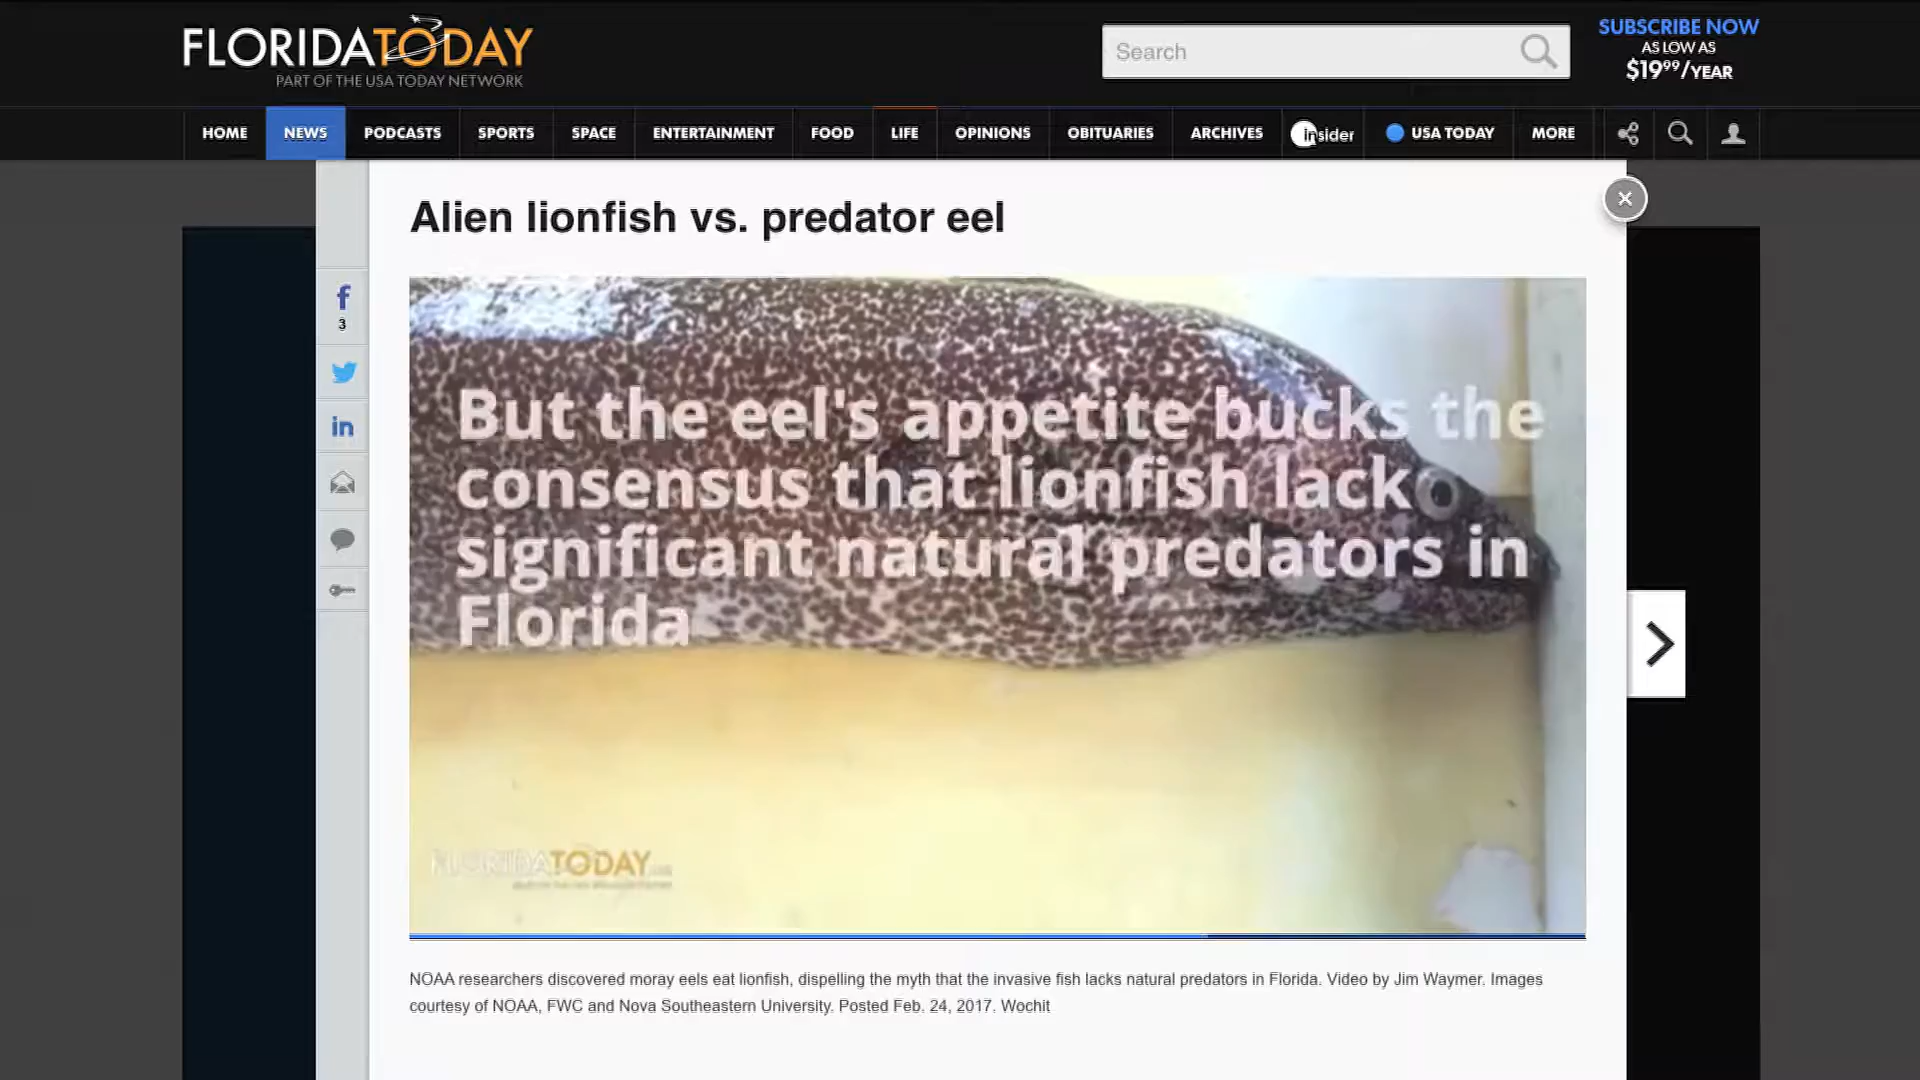 FLORIDATODAY
PART OF THE USA TODAY NETWORK
Search
SUBSCRIBE NOW
AS LOW AS
$19⁹⁹/YEAR
HOME NEWS PODCASTS SPORTS SPACE ENTERTAINMENT FOOD LIFE OPINIONS OBITUARIES ARCHIVES insider USA TODAY MORE
Alien lionfish vs. predator eel
f
3
in
But the eel's appetite bucks the
consensus that lionfish lack
significant natural predators in
Florida
FLORIDATODAY
NOAA researchers discovered moray eels eat lionfish, dispelling the myth that the invasive fish lacks natural predators in Florida. Video by Jim Waymer. Images
courtesy of NOAA, FWC and Nova Southeastern University. Posted Feb. 24, 2017. Wochit